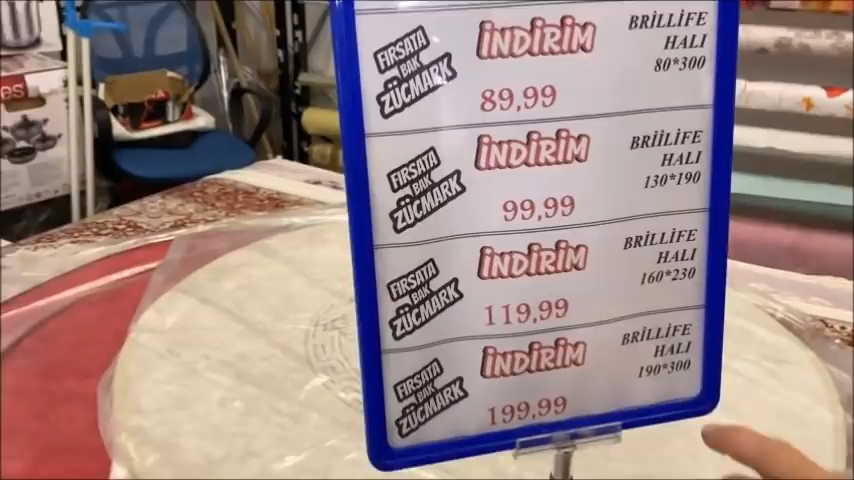 FIRSATA
BAK
ZÜCMARK
İNDİRİM
89,99
BRİLLİFE
HALI
80*300
FIRSATA
BAK
ZÜCMARK
İNDİRİM
99,99
BRİLLİFE
HALI
130*190
FIRSATA
BAK
ZÜCMARK
İNDİRİM
119,99
BRİLLİFE
HALI
160*230
FIRSATA
BAK
ZÜCMARK
İNDİRİM
199,99
BRİLLİFE
HALI
190*300